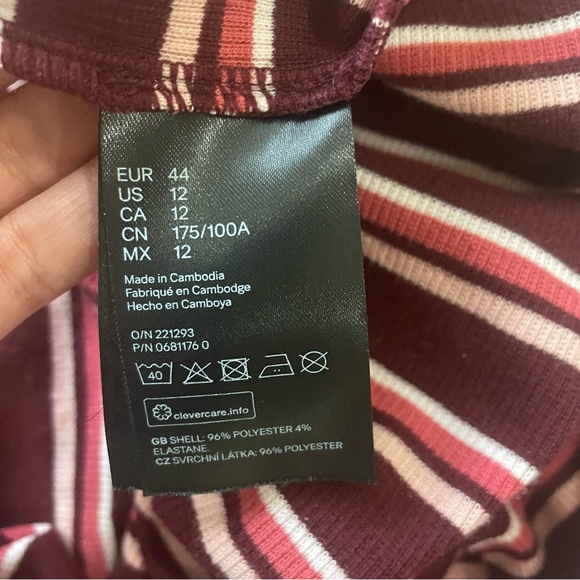 EUR 44
US 12
CA 12
CN 175/100A
MX 12
Made in Cambodia
Fabriqué en Cambodge
Hecho en Camboya
O/N 221293
P/N 0681176 0
40
clevercare.info
GB SHELL: 96% POLYESTER 4%
ELASTANE.
CZ SVRCHNÍ LÁTKA: 96% POLYESTER